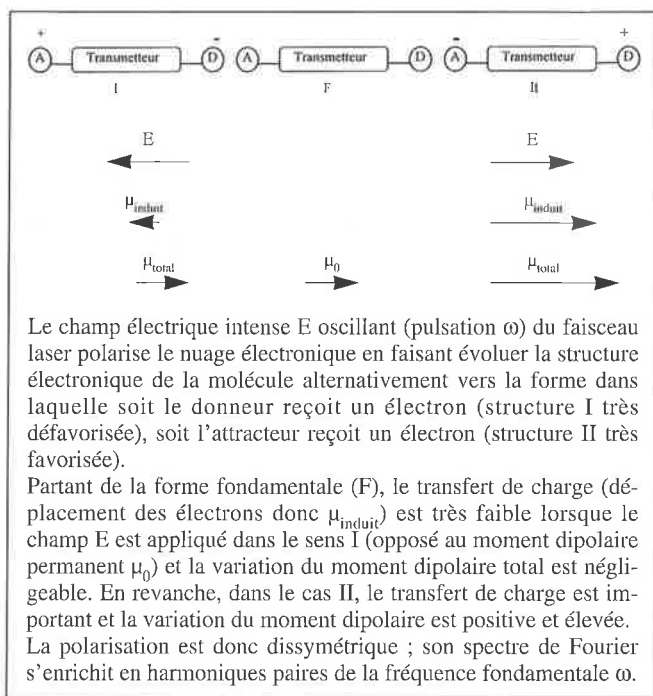 + - - +
A Transmetteur D A Transmetteur D A Transmetteur D
I F II
E E
μinduit μinduit
μtotal μ0 μtotal
Le champ électrique intense E oscillant (pulsation ω) du faisceau
laser polarise le nuage électronique en faisant évoluer la structure
électronique de la molécule alternativement vers la forme dans
laquelle soit le donneur reçoit un électron (structure I très
défavorisée), soit l'attracteur reçoit un électron (structure II très
favorisée).
Partant de la forme fondamentale (F), le transfert de charge (dé-
placement des électrons donc μinduit) est très faible lorsque le
champ E est appliqué dans le sens I (opposé au moment dipolaire
permanent μ0) et la variation du moment dipolaire total est négli-
geable. En revanche, dans le cas II, le transfert de charge est im-
portant et la variation du moment dipolaire est positive et élevée.
La polarisation est donc dissymétrique ; son spectre de Fourier
s'enrichit en harmoniques paires de la fréquence fondamentale ω.